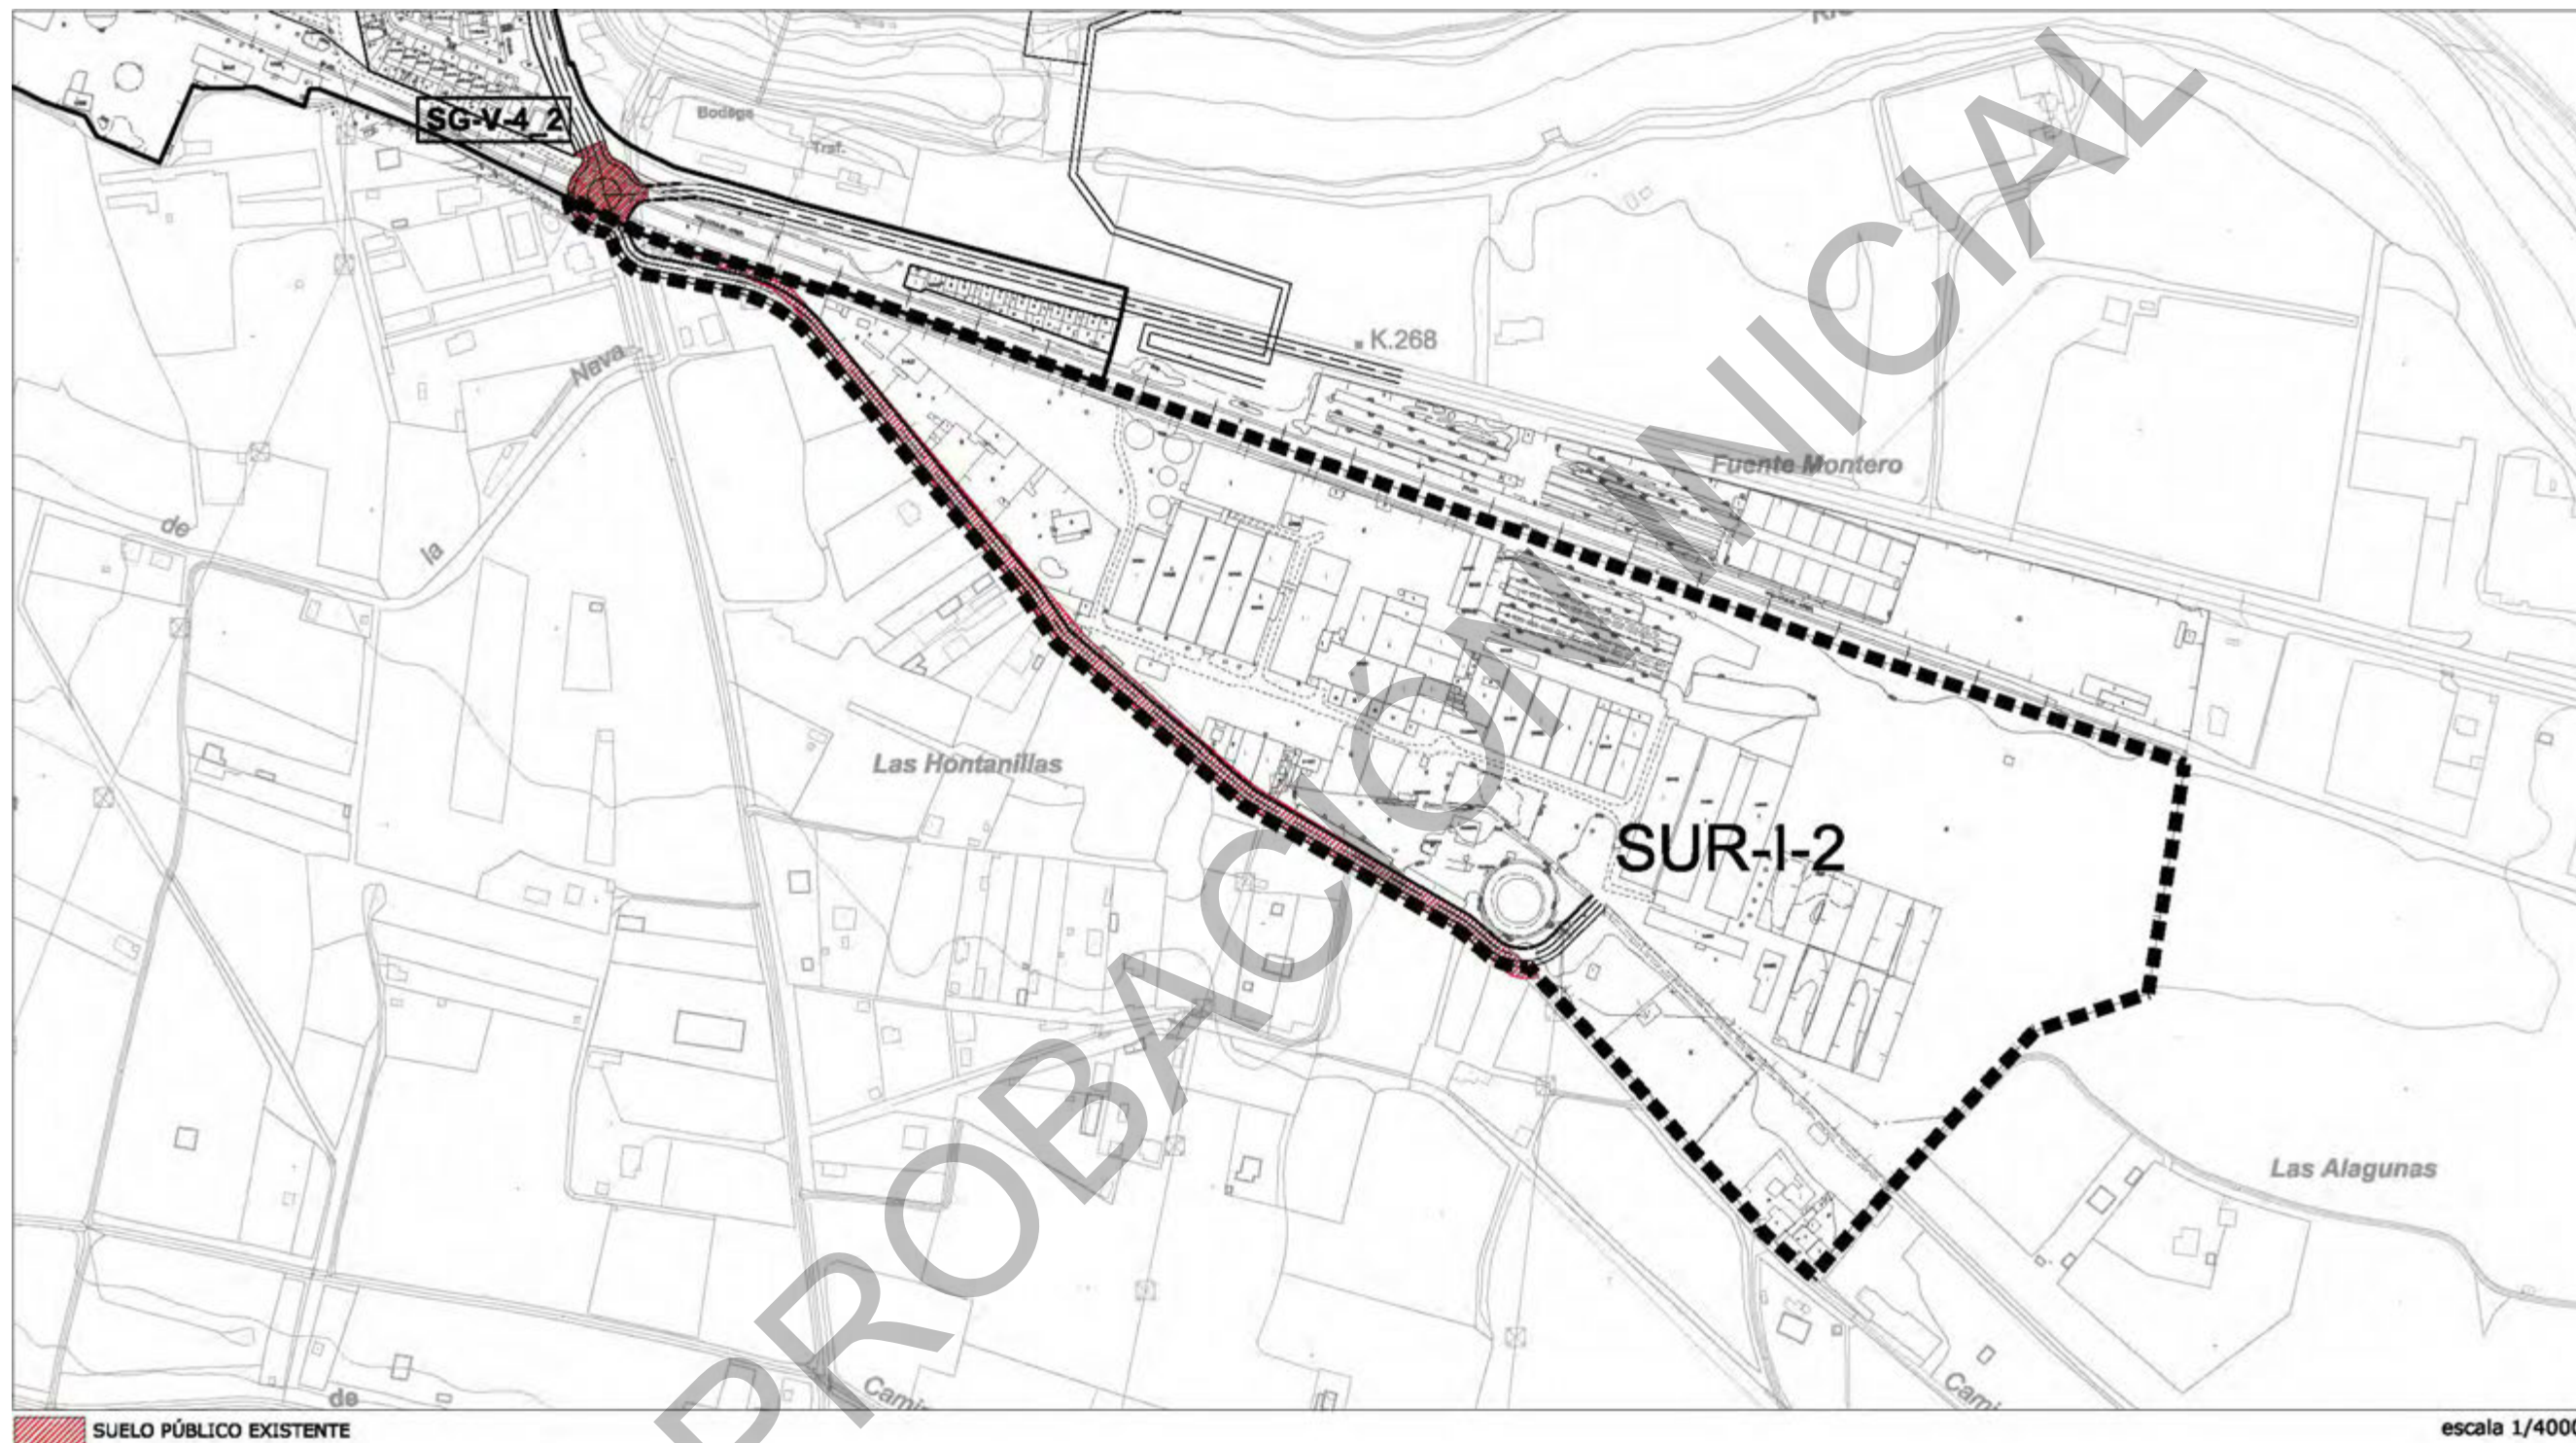 SG-V-4_2
Bodega
Traf.
K.268
Nava
Fuente Montero
de
la
Las Hontanillas
SUR-I-2
Las Alagunas
de
Cami
Cami
PROBACIÓN INICIAL
SUELO PÚBLICO EXISTENTE
escala 1/4000